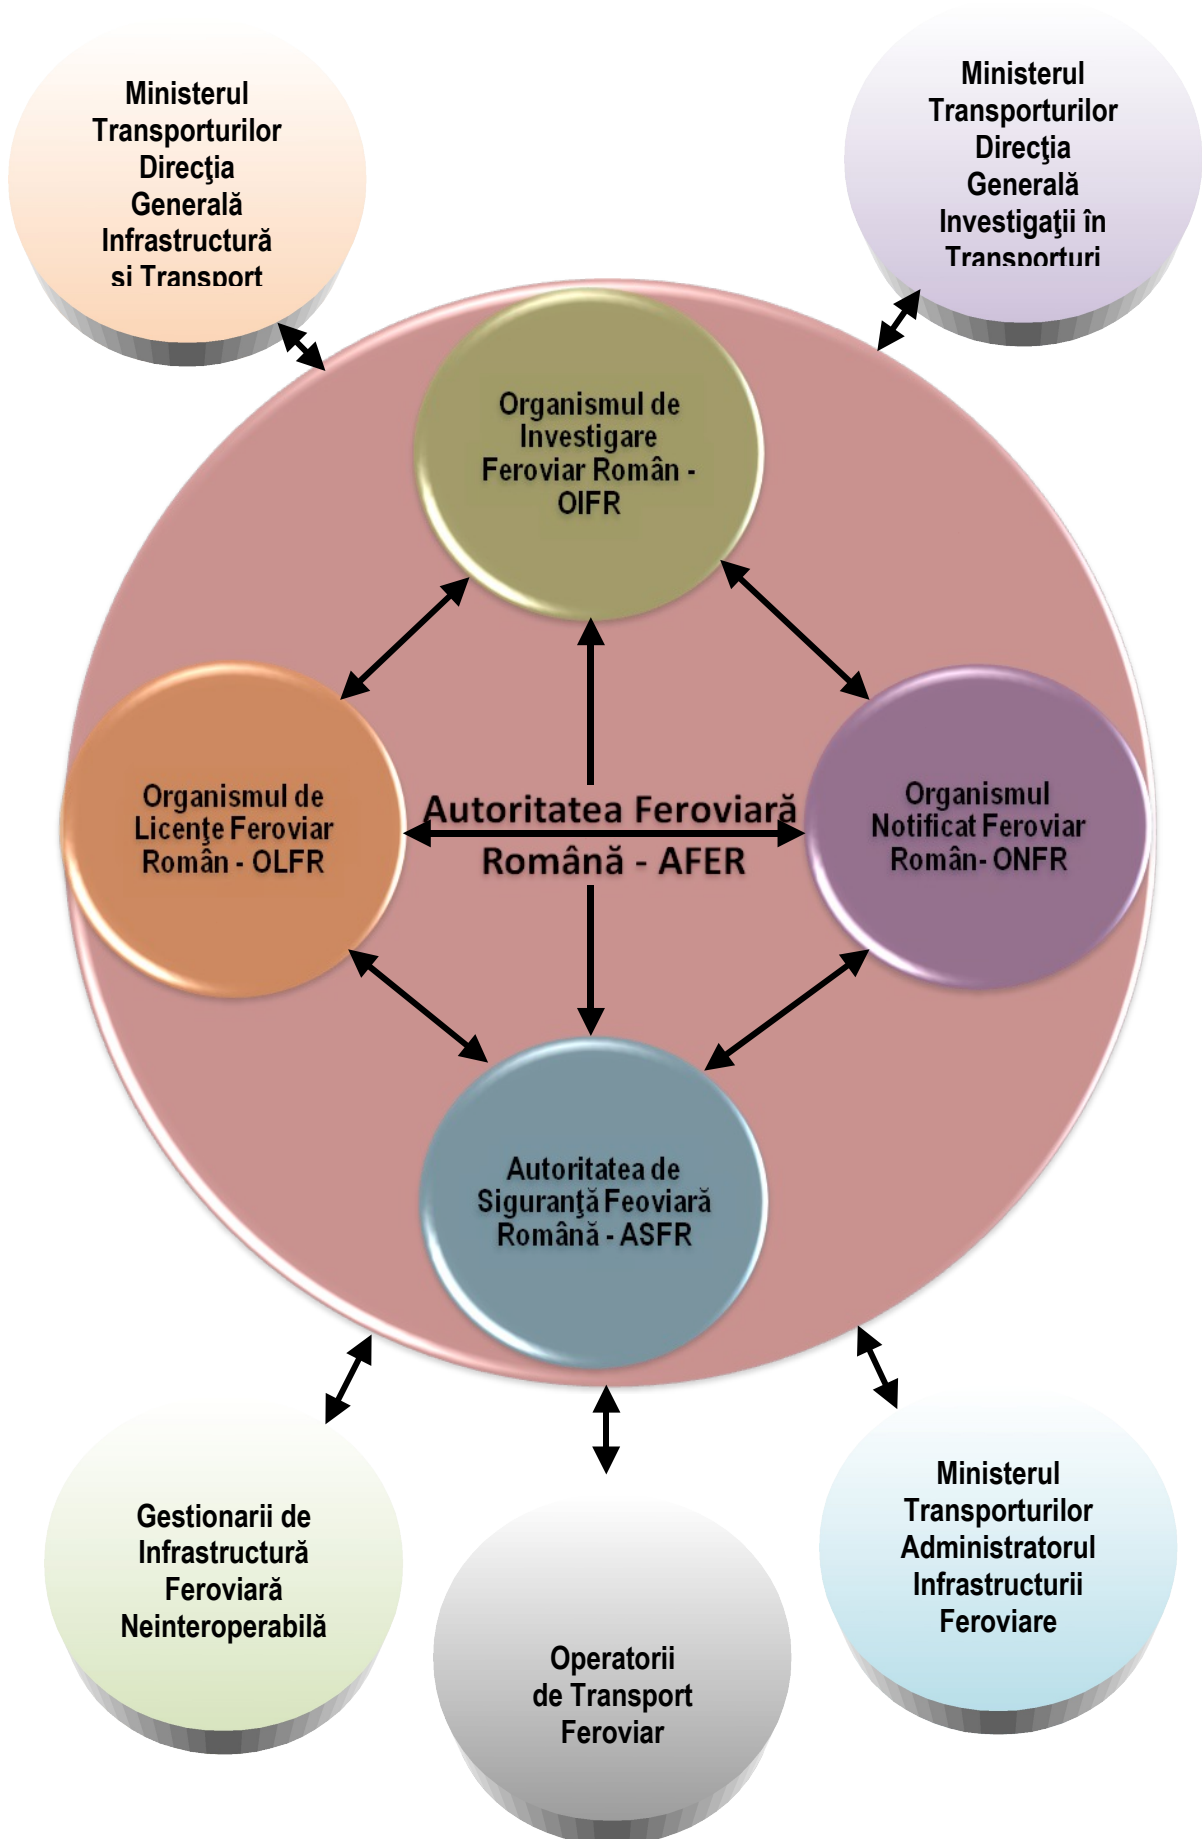 Ministerul
Transporturilor
Direcţia
Generală
Infrastructură
si Transport
Ministerul
Transporturilor
Direcţia
Generală
Investigaţii în
Transporturi
Organismul de
Investigare
Feroviar Român -
OIFR
Organismul de
Licenţe Feroviar
Român - OLFR
Autoritatea Feroviară
Română - AFER
Organismul
Notificat Feroviar
Român- ONFR
Autoritatea de
Siguranţă Feoviară
Română - ASFR
Gestionarii de
Infrastructură
Feroviară
Neinteroperabilă
Operatorii
de Transport
Feroviar
Ministerul
Transporturilor
Administratorul
Infrastructurii
Feroviare